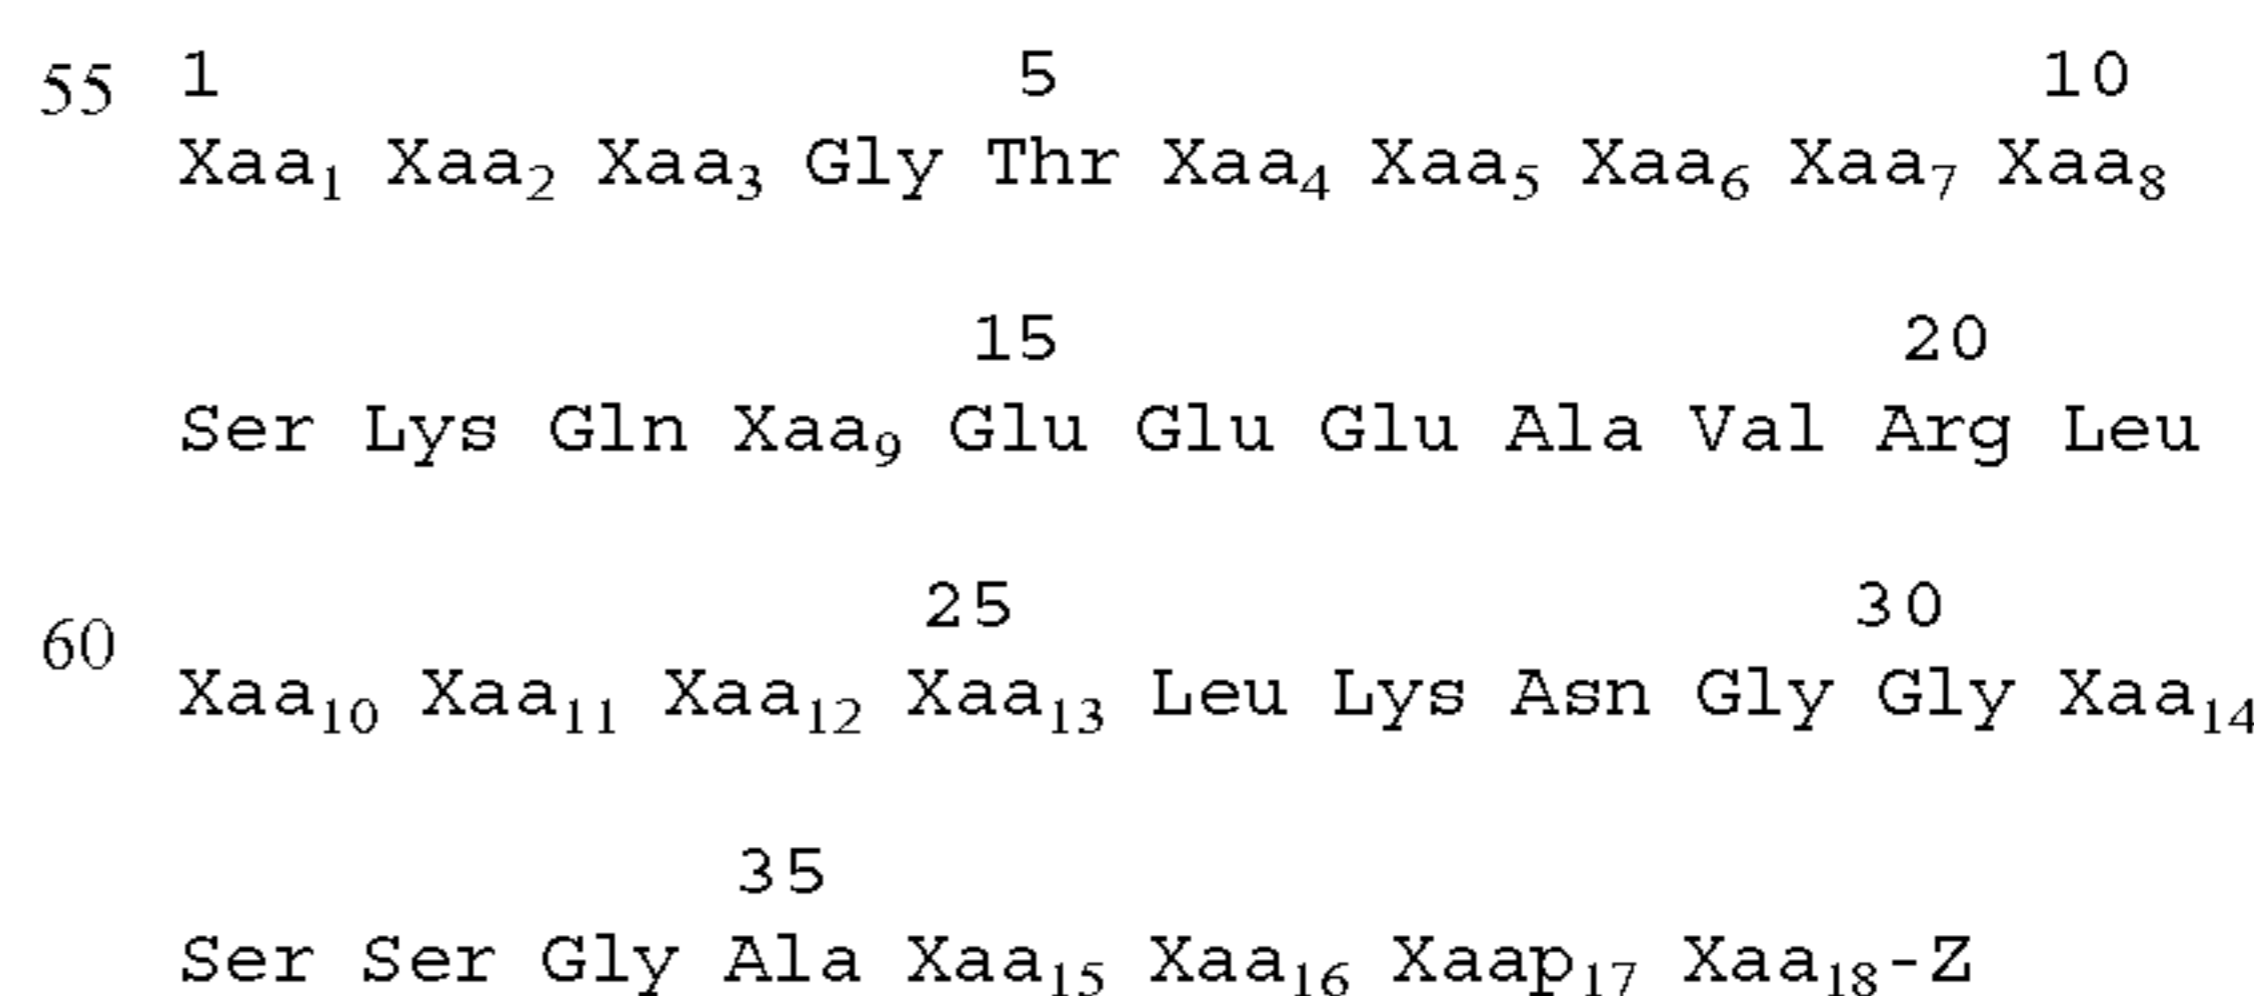 55 1 5 10
Xaa₁ Xaa₂ Xaa₃ Gly Thr Xaa₄ Xaa₅ Xaa₆ Xaa₇ Xaa₈
15 20
Ser Lys Gln Xaa₉ Glu Glu Glu Ala Val Arg Leu
25 30
60 Xaa₁₀ Xaa₁₁ Xaa₁₂ Xaa₁₃ Leu Lys Asn Gly Gly Xaa₁₄
35
Ser Ser Gly Ala Xaa₁₅ Xaa₁₆ Xaap₁₇ Xaa₁₈-Z